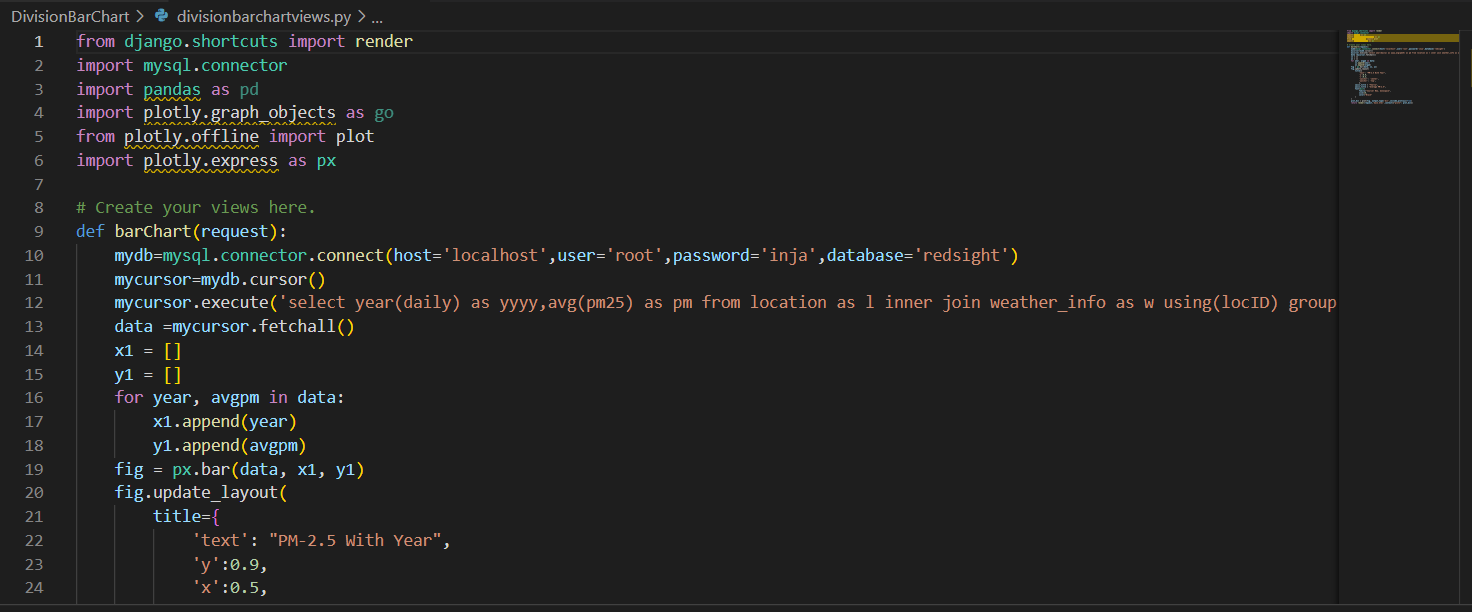 DivisionBarChart > divisionbarchartviews.py > ...
1 from django.shortcuts import render
2 import mysql.connector
3 import pandas as pd
4 import plotly.graph_objects as go
5 from plotly.offline import plot
6 import plotly.express as px
7
8 # Create your views here.
9 def barChart(request):
10     mydb=mysql.connector.connect(host='localhost',user='root',password='inja',database='redsight')
11     mycursor=mydb.cursor()
12     mycursor.execute('select year(daily) as yyyy,avg(pm25) as pm from location as l inner join weather_info as w using(locID) group
13     data =mycursor.fetchall()
14     x1 = []
15     y1 = []
16     for year, avgpm in data:
17         x1.append(year)
18         y1.append(avgpm)
19     fig = px.bar(data, x1, y1)
20     fig.update_layout(
21         title={
22             'text': "PM-2.5 With Year",
23             'y':0.9,
24             'x':0.5,